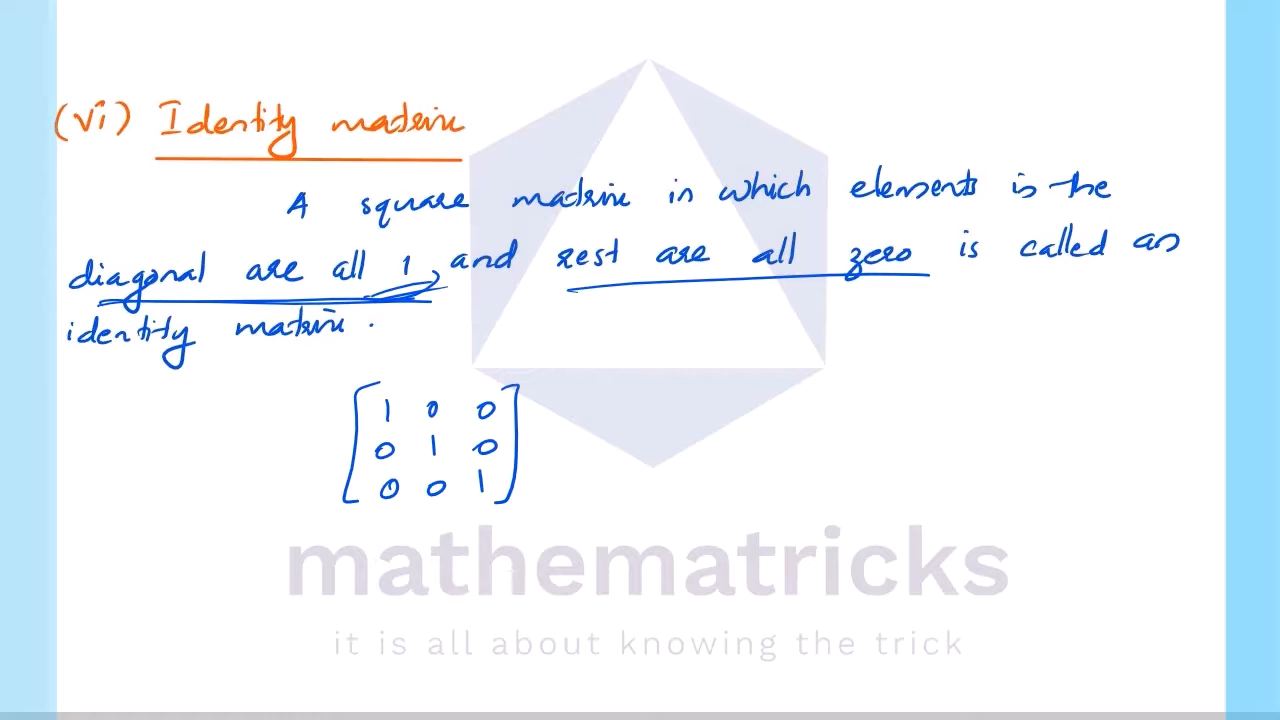 (vi) Identity matrix
A square matrix in which elements is the
diagonal are all 1, and rest are all zero is called an
identity matrix.
1 0 0
0 1 0
0 0 1
mathematricks
it is all about knowing the trick